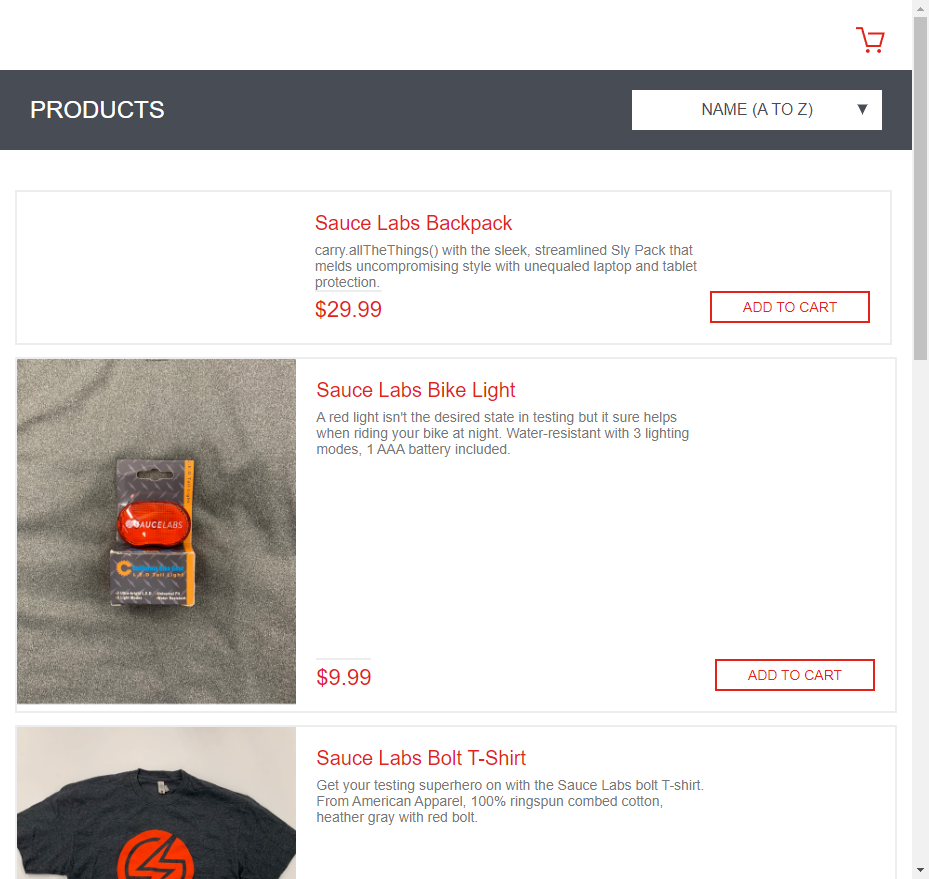 PRODUCTS
NAME (A TO Z)
Sauce Labs Backpack
carry.allTheThings() with the sleek, streamlined Sly Pack that
melds uncompromising style with unequaled laptop and tablet
protection.
$29.99
ADD TO CART
Sauce Labs Bike Light
A red light isn't the desired state in testing but it sure helps
when riding your bike at night. Water-resistant with 3 lighting
modes, 1 AAA battery included.
SAUCELABS
$9.99
ADD TO CART
Sauce Labs Bolt T-Shirt
Get your testing superhero on with the Sauce Labs bolt T-shirt.
From American Apparel, 100% ringspun combed cotton,
heather gray with red bolt.